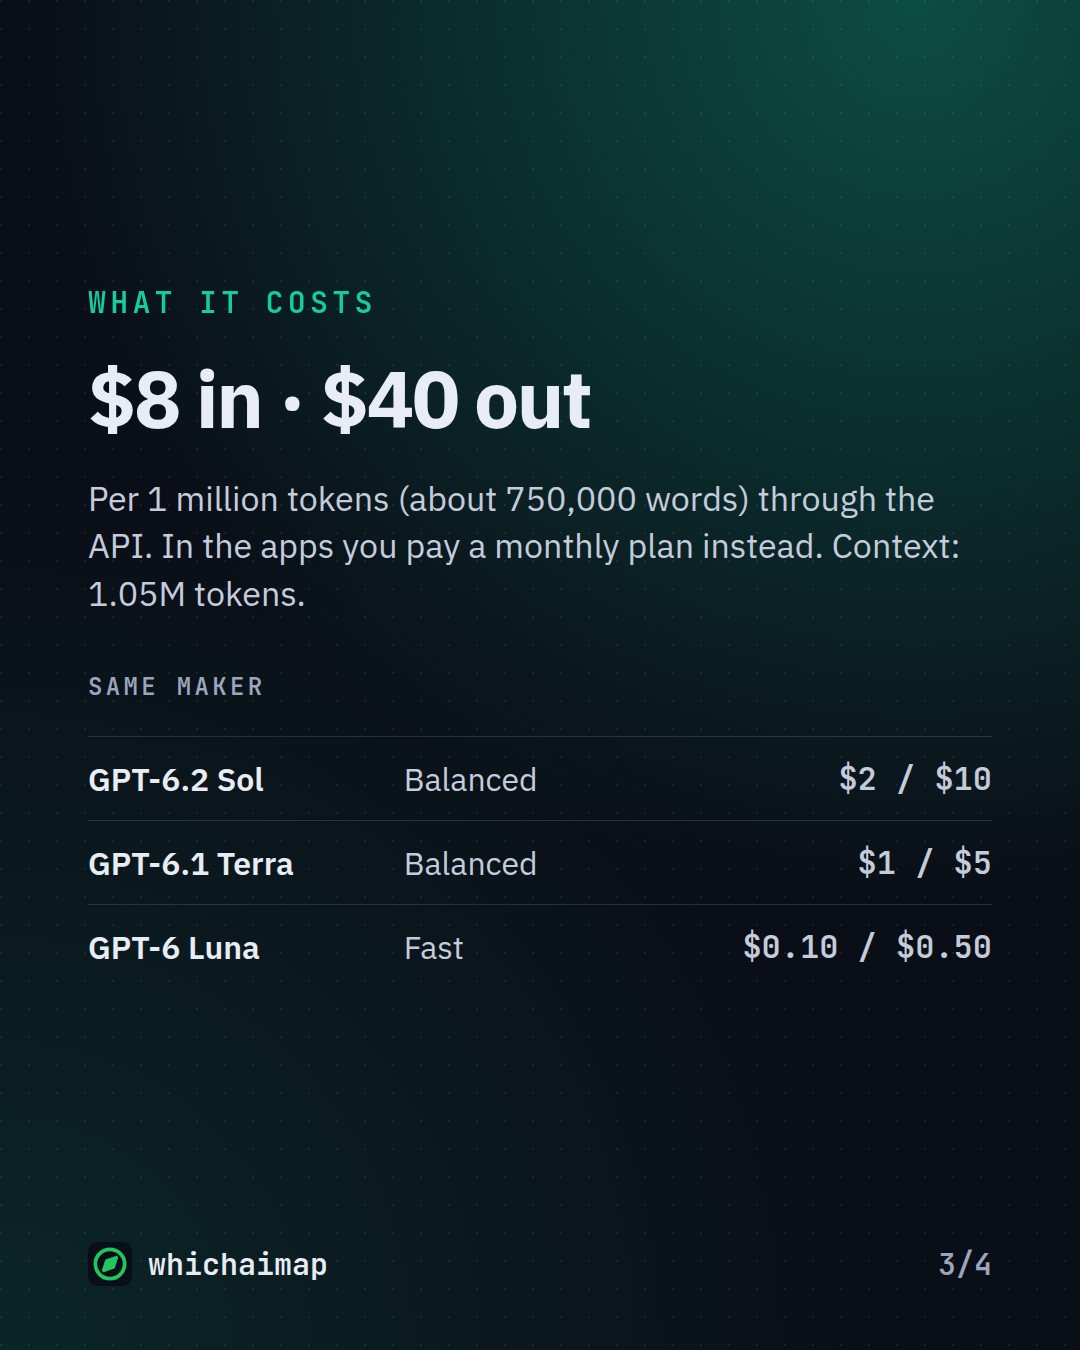 WHAT IT COSTS
$8 in · $40 out
Per 1 million tokens (about 750,000 words) through the
API. In the apps you pay a monthly plan instead. Context:
1.05M tokens.
SAME MAKER
GPT-6.2 Sol Balanced $2 / $10
GPT-6.1 Terra Balanced $1 / $5
GPT-6 Luna Fast $0.10 / $0.50
whichaimap 3/4